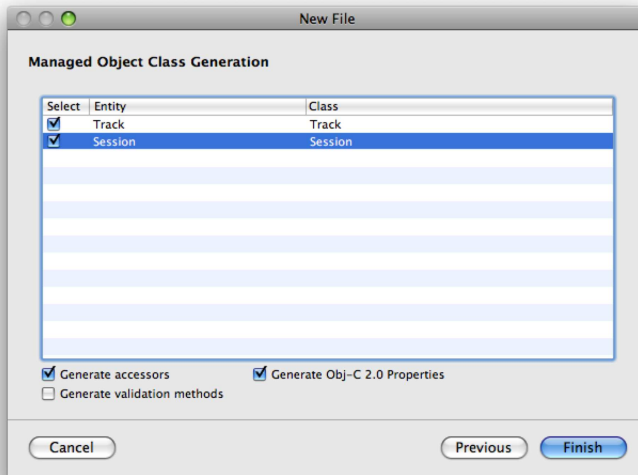 New File
Managed Object Class Generation
Select Entity Class
Track Track
Session Session
Generate accessors Generate Obj-C 2.0 Properties
Generate validation methods
Cancel Previous Finish